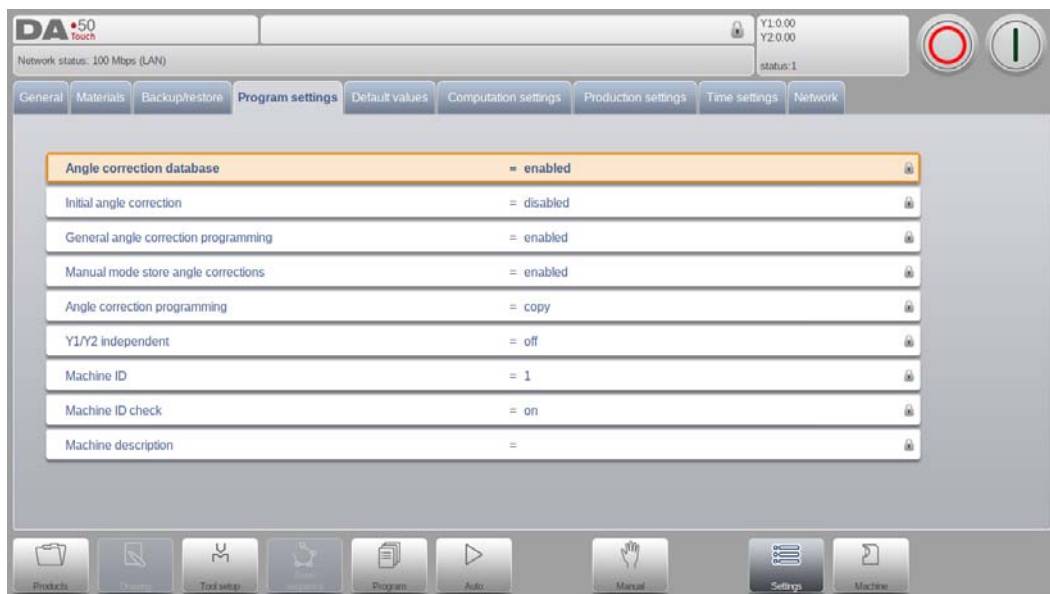 DA•50
Touch
Y1:0.00
Y2:0.00
Network status: 100 Mbps (LAN)
status:1
General Materials Backup/restore Program settings Default values Computation settings Production settings Time settings Network
Angle correction database = enabled
Initial angle correction = disabled
General angle correction programming = enabled
Manual mode store angle corrections = enabled
Angle correction programming = copy
Y1/Y2 independent = off
Machine ID = 1
Machine ID check = on
Machine description =
Products Tool setup Program Auto Manual Settings Machine